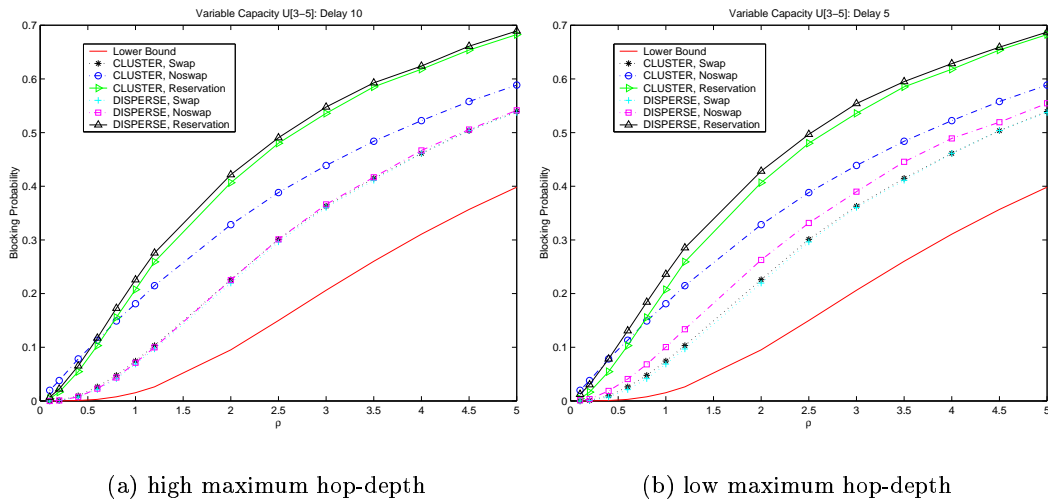 Variable Capacity U[3−5]: Delay 10
0.7
0.6
0.5
0.4
0.3
0.2
0.1
0
Blocking Probability
Lower Bound
CLUSTER, Swap
CLUSTER, Noswap
CLUSTER, Reservation
DISPERSE, Swap
DISPERSE, Noswap
DISPERSE, Reservation
0 0.5 1 1.5 2 2.5 3 3.5 4 4.5 5
ρ
(a) high maximum hop-depth
Variable Capacity U[3−5]: Delay 5
0.7
0.6
0.5
0.4
0.3
0.2
0.1
0
Blocking Probability
Lower Bound
CLUSTER, Swap
CLUSTER, Noswap
CLUSTER, Reservation
DISPERSE, Swap
DISPERSE, Noswap
DISPERSE, Reservation
0 0.5 1 1.5 2 2.5 3 3.5 4 4.5 5
ρ
(b) low maximum hop-depth